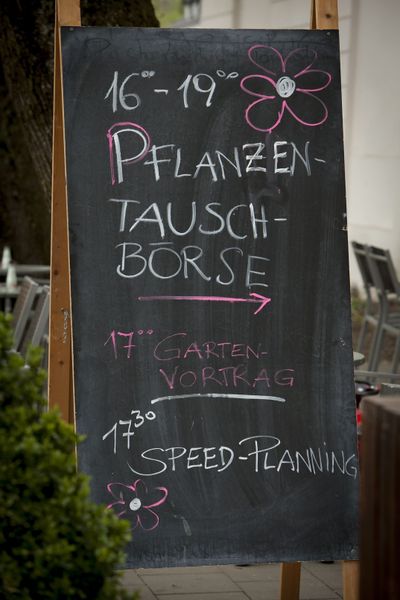 16°° - 19°°
PFLANZEN-
TAUSCH-
BÖRSE
17°° GARTEN-
VORTRAG
17³⁰
SPEED-PLANNING